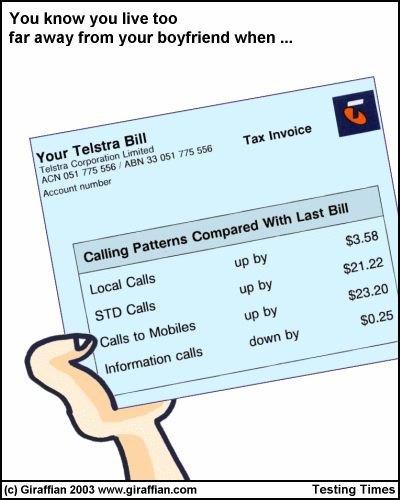 You know you live too
far away from your boyfriend when ...
Your Telstra Bill
Telstra Corporation Limited
ACN 051 775 556 / ABN 33 051 775 556
Account number
Tax Invoice
Calling Patterns Compared With Last Bill
Local Calls up by $3.58
STD Calls up by $21.22
Calls to Mobiles up by $23.20
Information calls down by $0.25
(c) Giraffian 2003 www.giraffian.com Testing Times